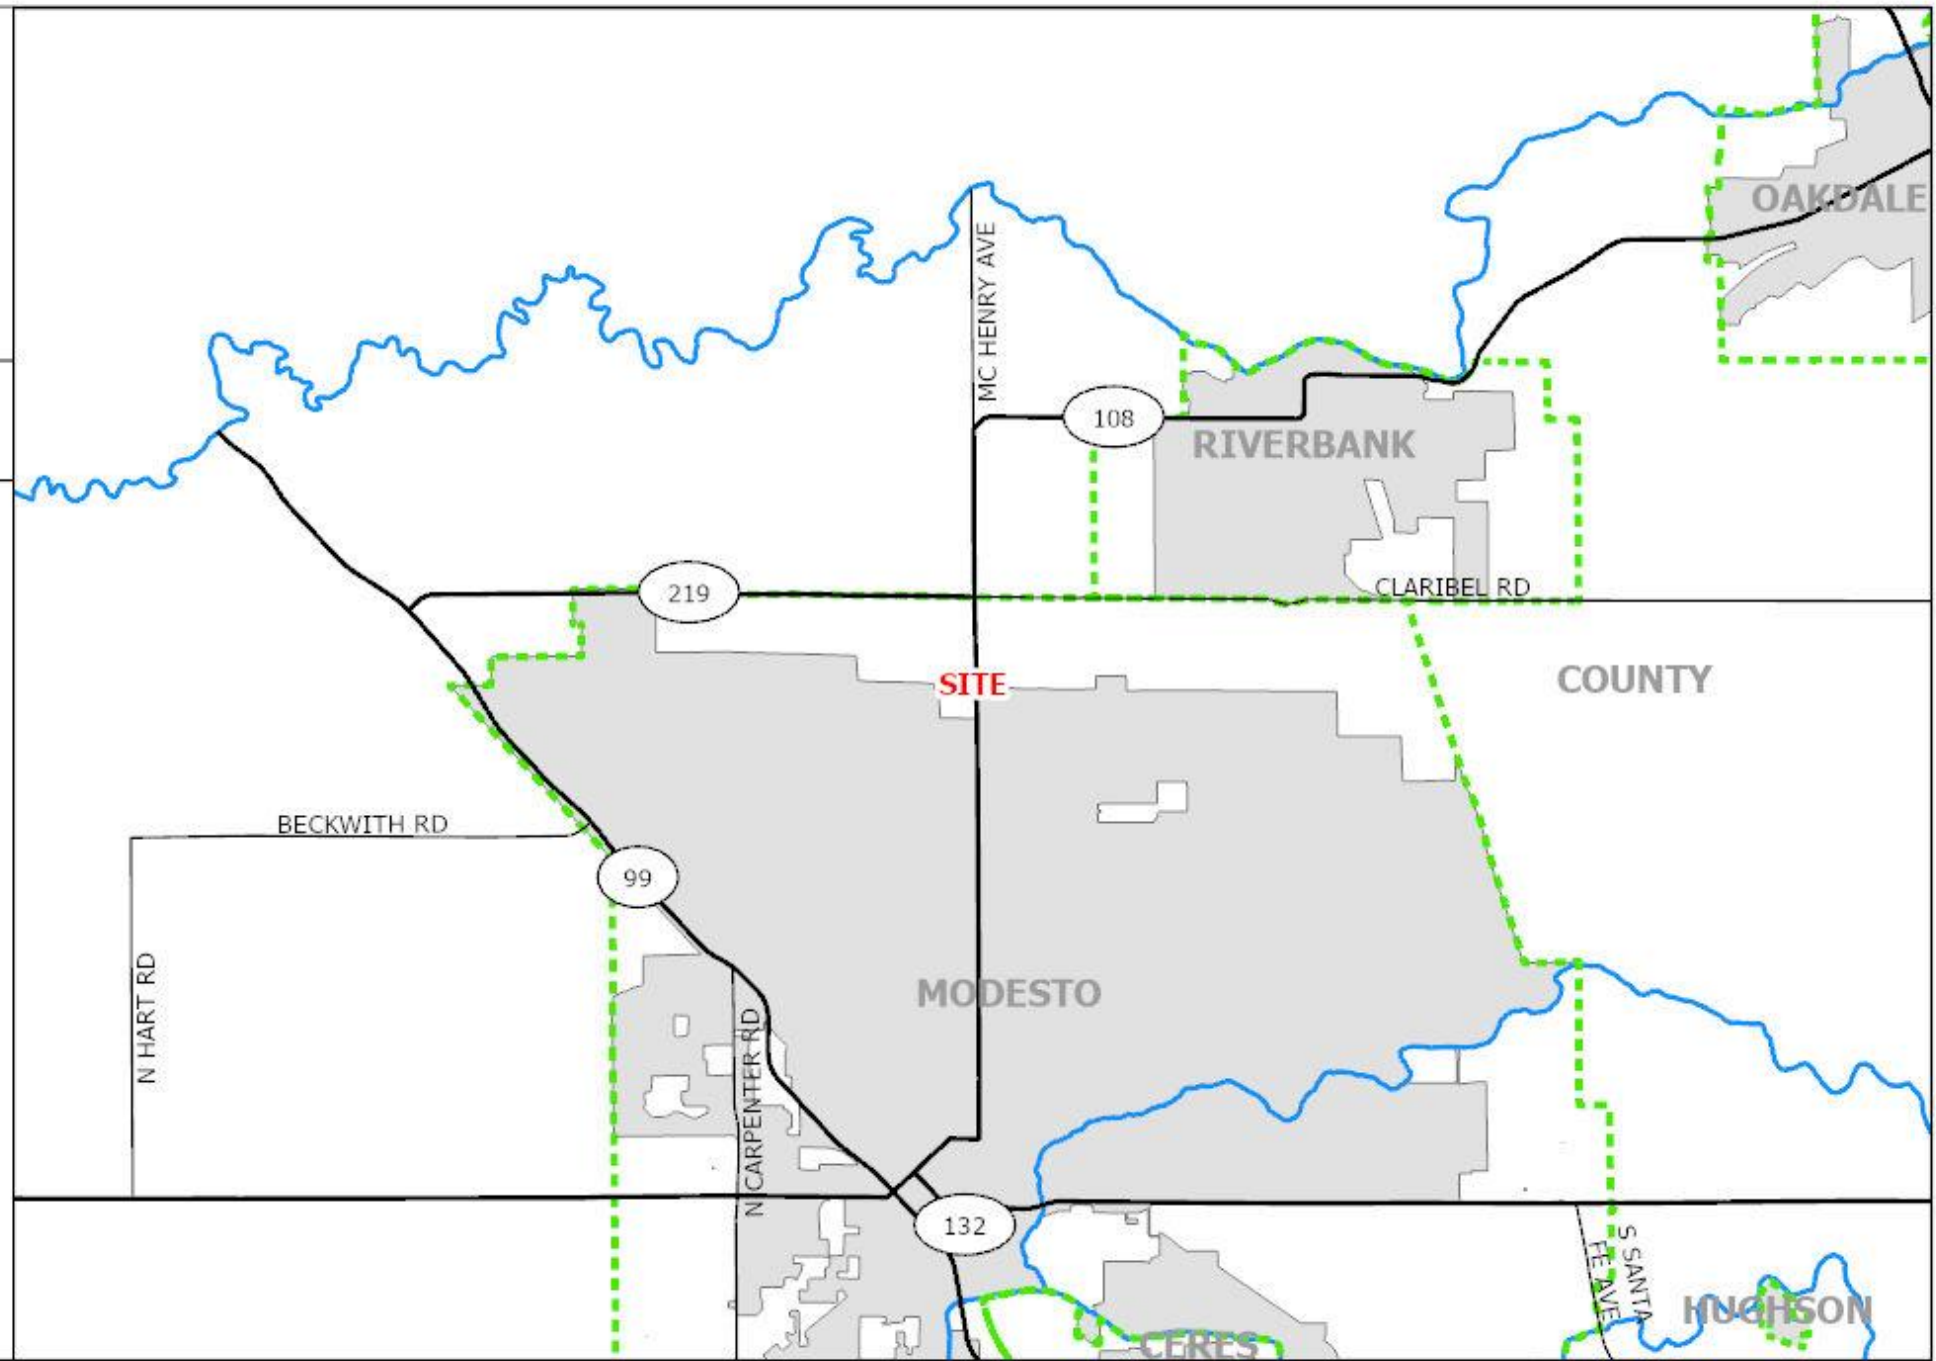 OAKDALE
MC HENRY AVE
108
RIVERBANK
219
CLARIBEL RD
SITE
COUNTY
BECKWITH RD
99
N HART RD
MODESTO
N CARPENTER RD
132
S SANTA
FE AVE
HUGHSON
CERES